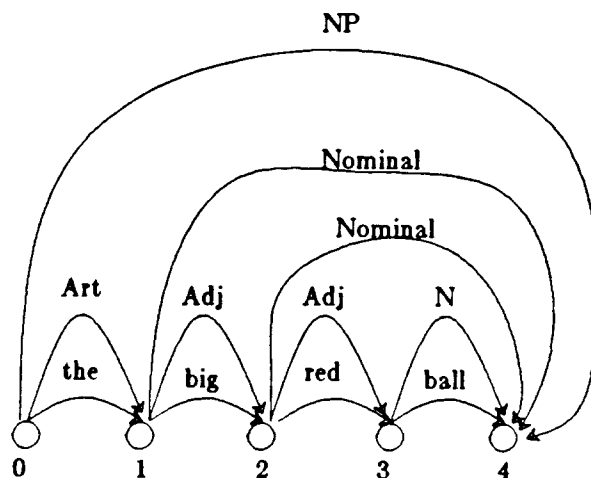 NP
Nominal
Nominal
Art Adj Adj N
the big red ball
0 1 2 3 4